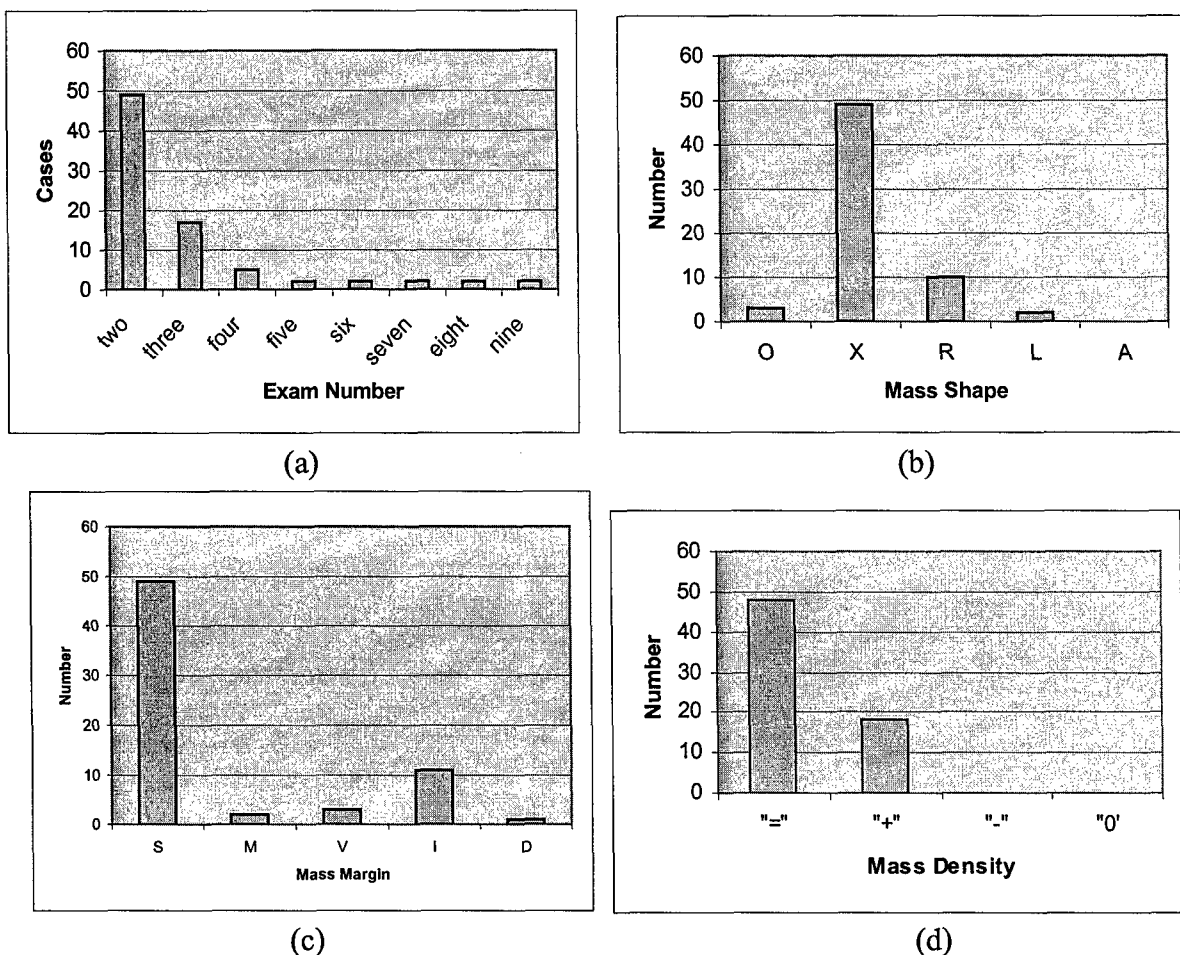 60
50
40
30
20
10
0
Cases
two
three
four
five
six
seven
eight
nine
Exam Number
(a)
60
50
40
30
20
10
0
Number
O X R L A
Mass Shape
(b)
60
50
40
30
20
10
0
Number
S M V I D
Mass Margin
(c)
60
50
40
30
20
10
0
Number
"=" "+" "-" "0'
Mass Density
(d)